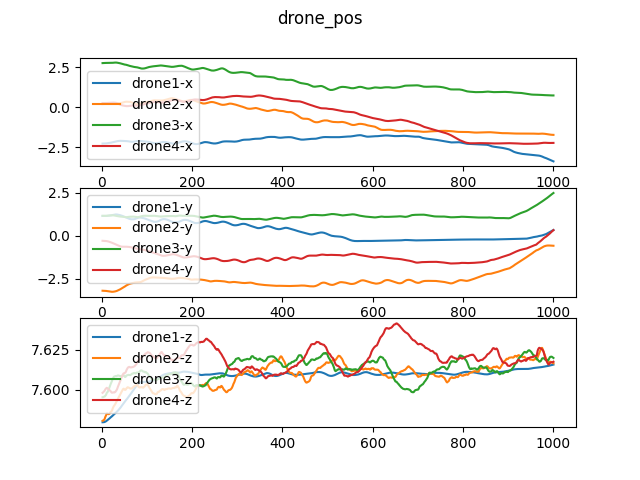 drone_pos
2.5
0.0
−2.5
drone1-x
drone2-x
drone3-x
drone4-x
0 200 400 600 800 1000
2.5
0.0
−2.5
drone1-y
drone2-y
drone3-y
drone4-y
0 200 400 600 800 1000
7.625
7.600
drone1-z
drone2-z
drone3-z
drone4-z
0 200 400 600 800 1000